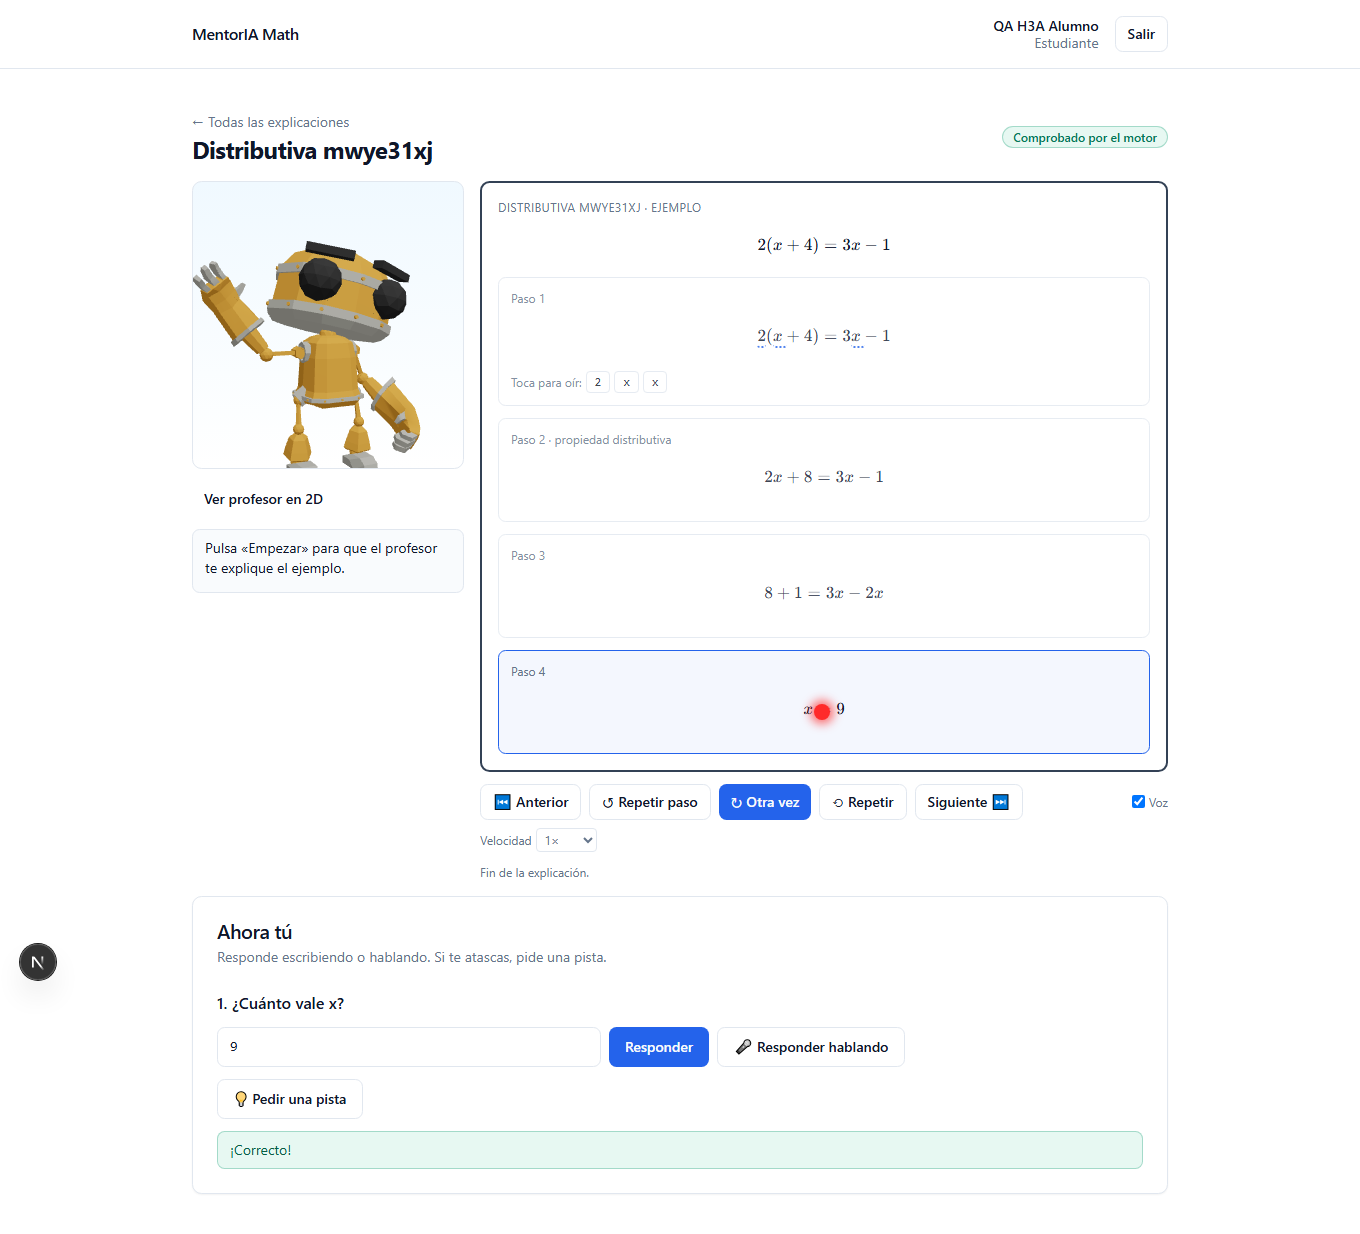 MentorIA Math
QA H3A Alumno
Estudiante
Salir
← Todas las explicaciones
Distributiva mwye31xj
Comprobado por el motor
DISTRIBUTIVA MWYE31XJ · EJEMPLO
2(x + 4) = 3x − 1
Paso 1
2(x + 4) = 3x − 1
Toca para oír: 2 x x
Paso 2 · propiedad distributiva
2x + 8 = 3x − 1
Paso 3
8 + 1 = 3x − 2x
Paso 4
x 9
Ver profesor en 2D
Pulsa «Empezar» para que el profesor
te explique el ejemplo.
⏮ Anterior
↺ Repetir paso
↻ Otra vez
⟲ Repetir
Siguiente ⏭
Voz
Velocidad 1×
Fin de la explicación.
Ahora tú
Responde escribiendo o hablando. Si te atascas, pide una pista.
1. ¿Cuánto vale x?
9
Responder
Responder hablando
Pedir una pista
¡Correcto!
N